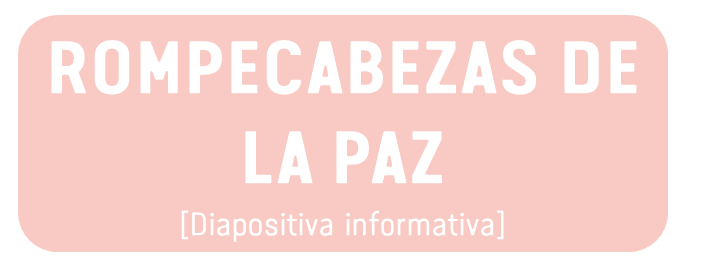 ROMPECABEZAS DE
LA PAZ
[Diapositiva informativa]